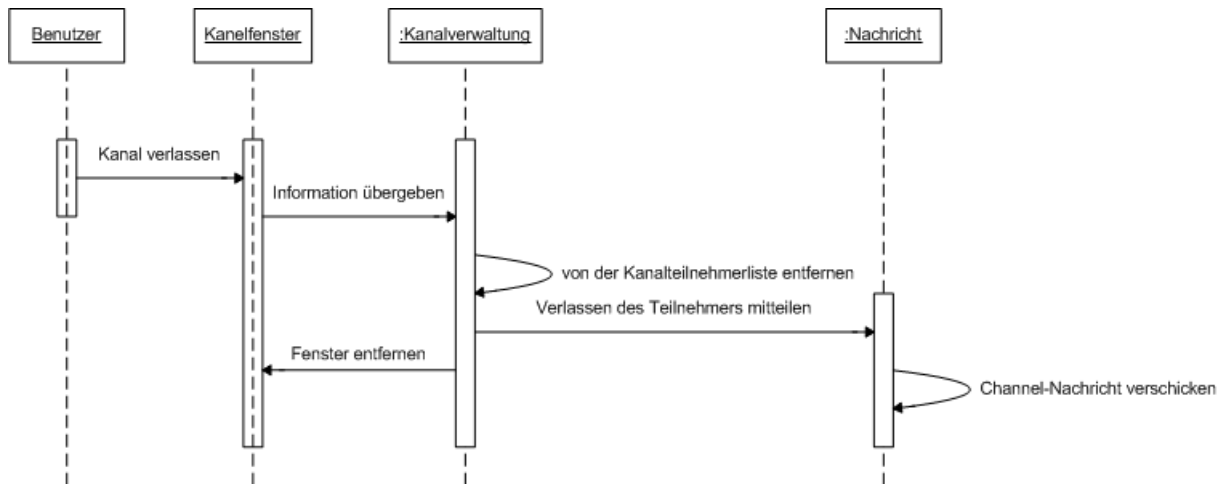 Benutzer
Kanelfenster
:Kanalverwaltung
:Nachricht
Kanal verlassen
Information übergeben
von der Kanalteilnehmerliste entfernen
Verlassen des Teilnehmers mitteilen
Fenster entfernen
Channel-Nachricht verschicken